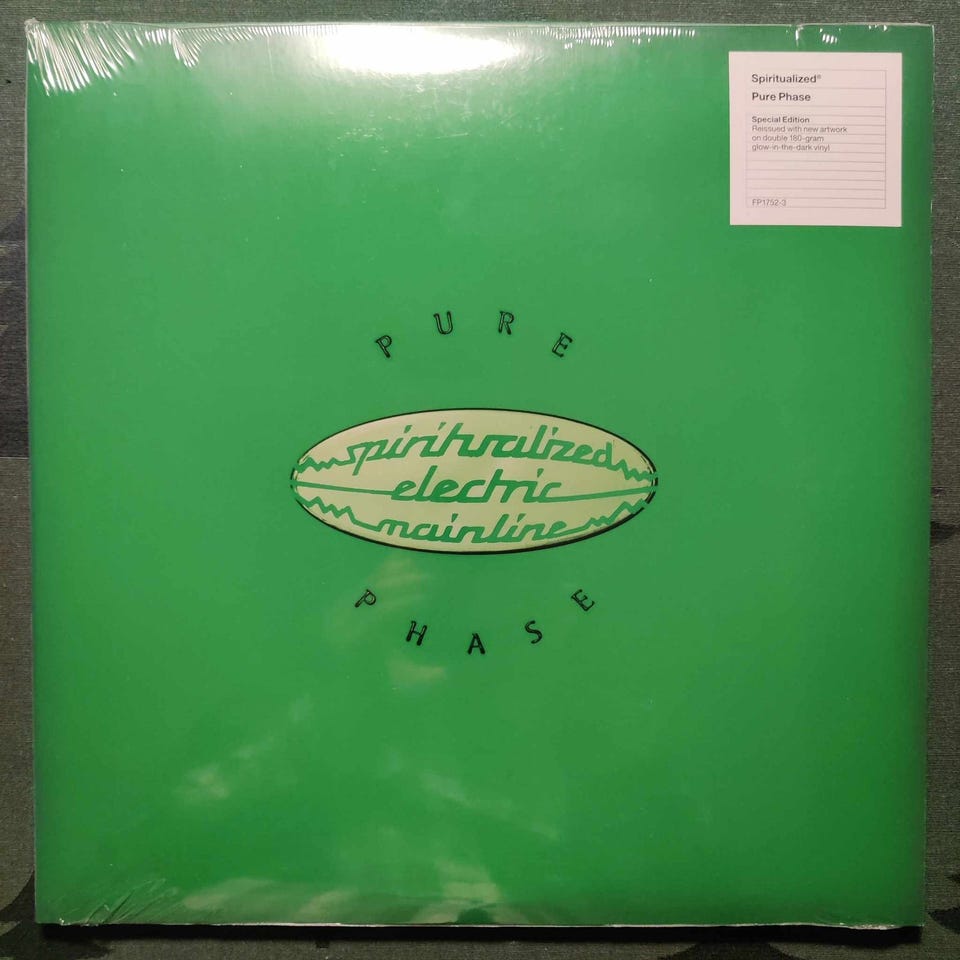 Spiritualized®
Pure Phase
Special Edition
Reissued with new artwork
on double 180-gram
glow-in-the-dark vinyl
FP1752-3
PURE
spiritualized
electric
mainline
PHASE